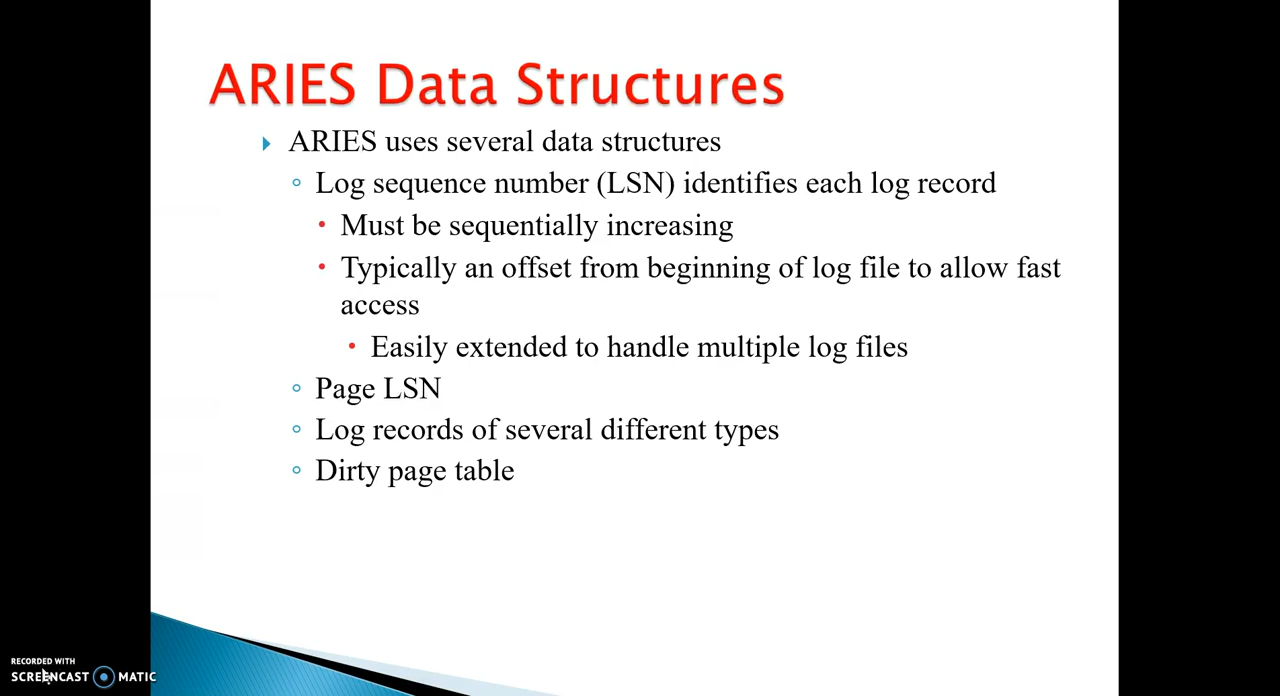 ARIES Data Structures
ARIES uses several data structures
Log sequence number (LSN) identifies each log record
Must be sequentially increasing
Typically an offset from beginning of log file to allow fast
access
Easily extended to handle multiple log files
Page LSN
Log records of several different types
Dirty page table
RECORDED WITH
SCREENCAST MATIC